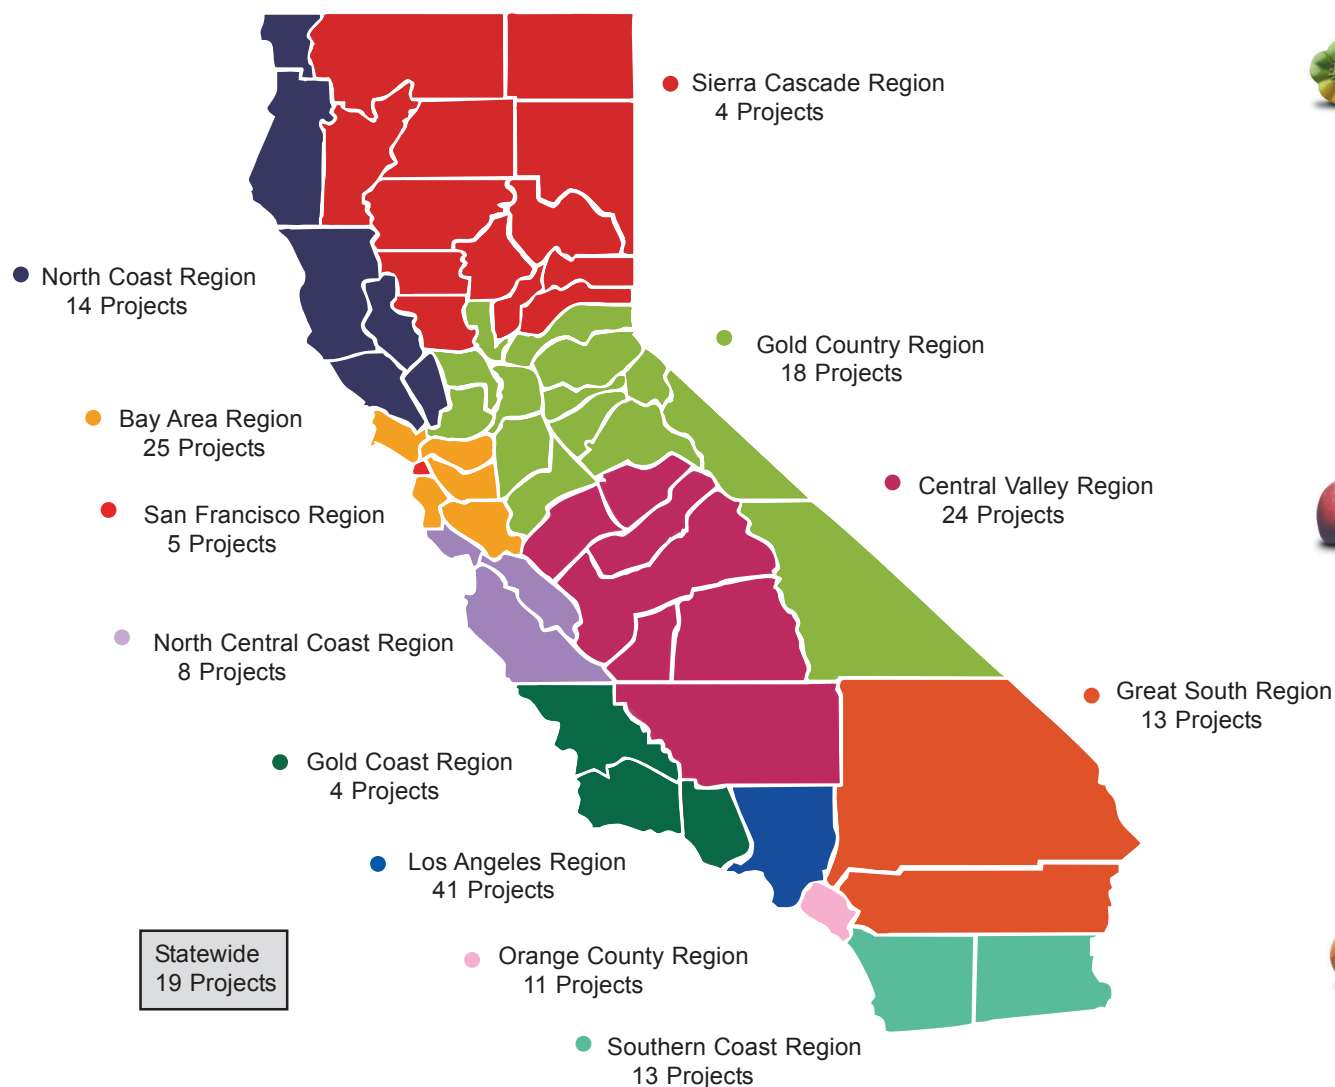 Sierra Cascade Region
4 Projects
North Coast Region
14 Projects
Gold Country Region
18 Projects
Bay Area Region
25 Projects
Central Valley Region
24 Projects
San Francisco Region
5 Projects
North Central Coast Region
8 Projects
Great South Region
13 Projects
Gold Coast Region
4 Projects
Los Angeles Region
41 Projects
Statewide
19 Projects
Orange County Region
11 Projects
Southern Coast Region
13 Projects